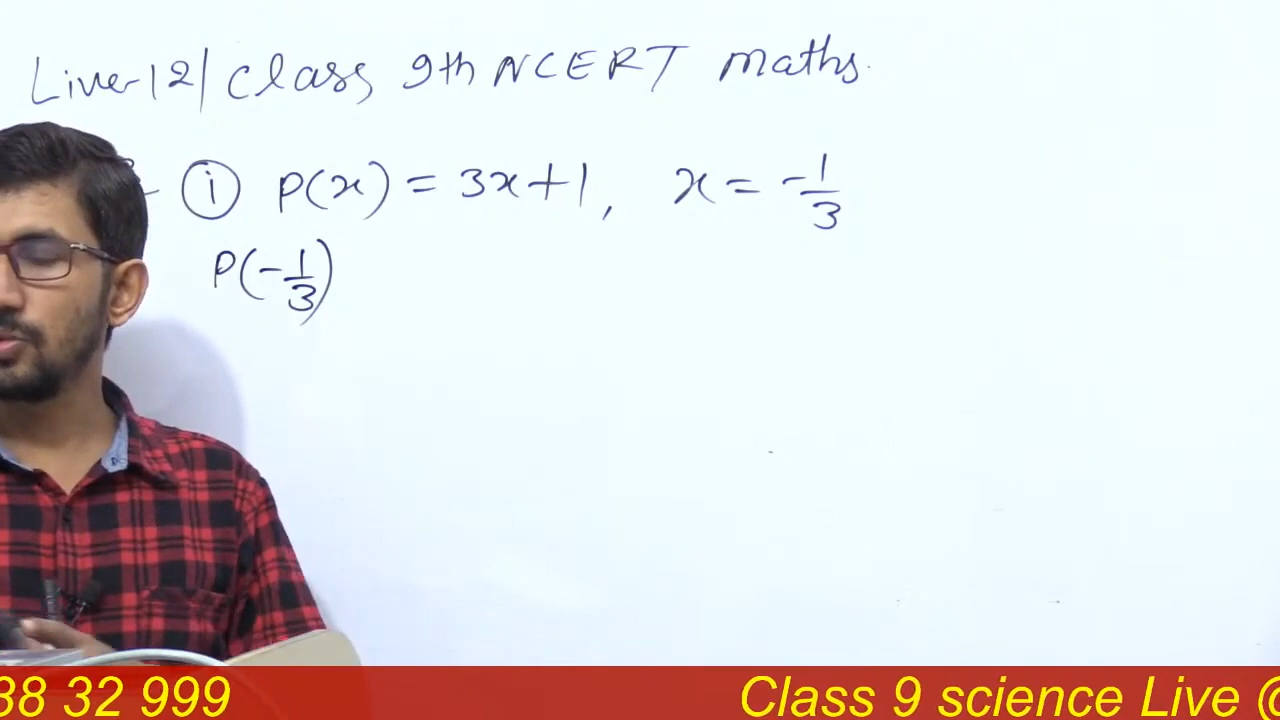 Live-12/ Class 9th NCERT maths.
(i) P(x) = 3x+1, x = -1/3
P(-1/3)
38 32 999 Class 9 science Live @